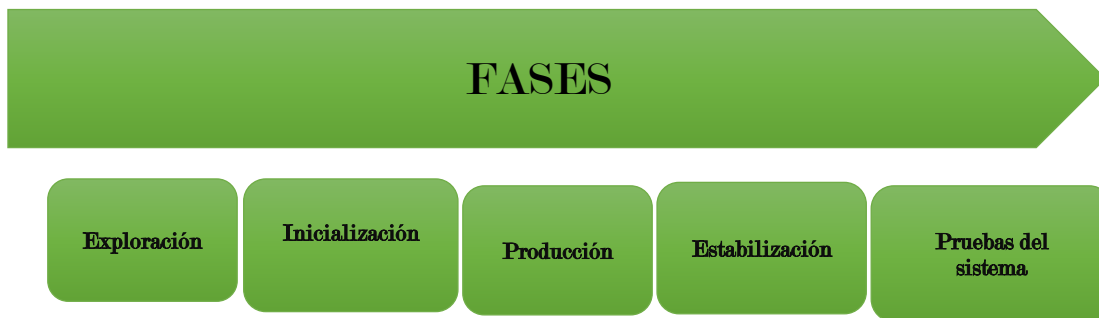 FASES
Exploración
Inicialización
Producción
Estabilización
Pruebas del
sistema